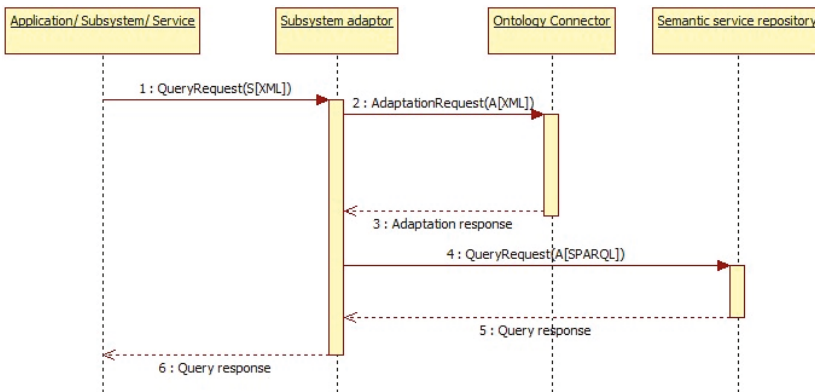 Application/ Subsystem/ Service
Subsystem adaptor
Ontology Connector
Semantic service repository
1 : QueryRequest(S[XML])
2 : AdaptationRequest(A[XML])
3 : Adaptation response
4 : QueryRequest(A[SPARQL])
5 : Query response
6 : Query response